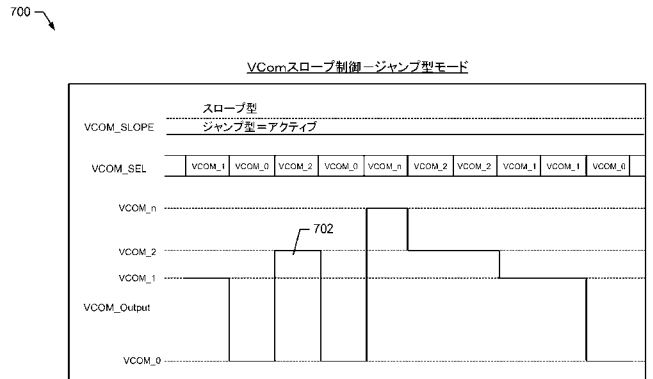 700
VComスロープ制御－ジャンプ型モード
スロープ型
VCOM_SLOPE
ジャンプ型＝アクティブ
VCOM_SEL
VCOM_1 VCOM_0 VCOM_2 VCOM_0 VCOM_n VCOM_2 VCOM_2 VCOM_1 VCOM_1 VCOM_0
VCOM_n
702
VCOM_2
VCOM_1
VCOM_Output
VCOM_0